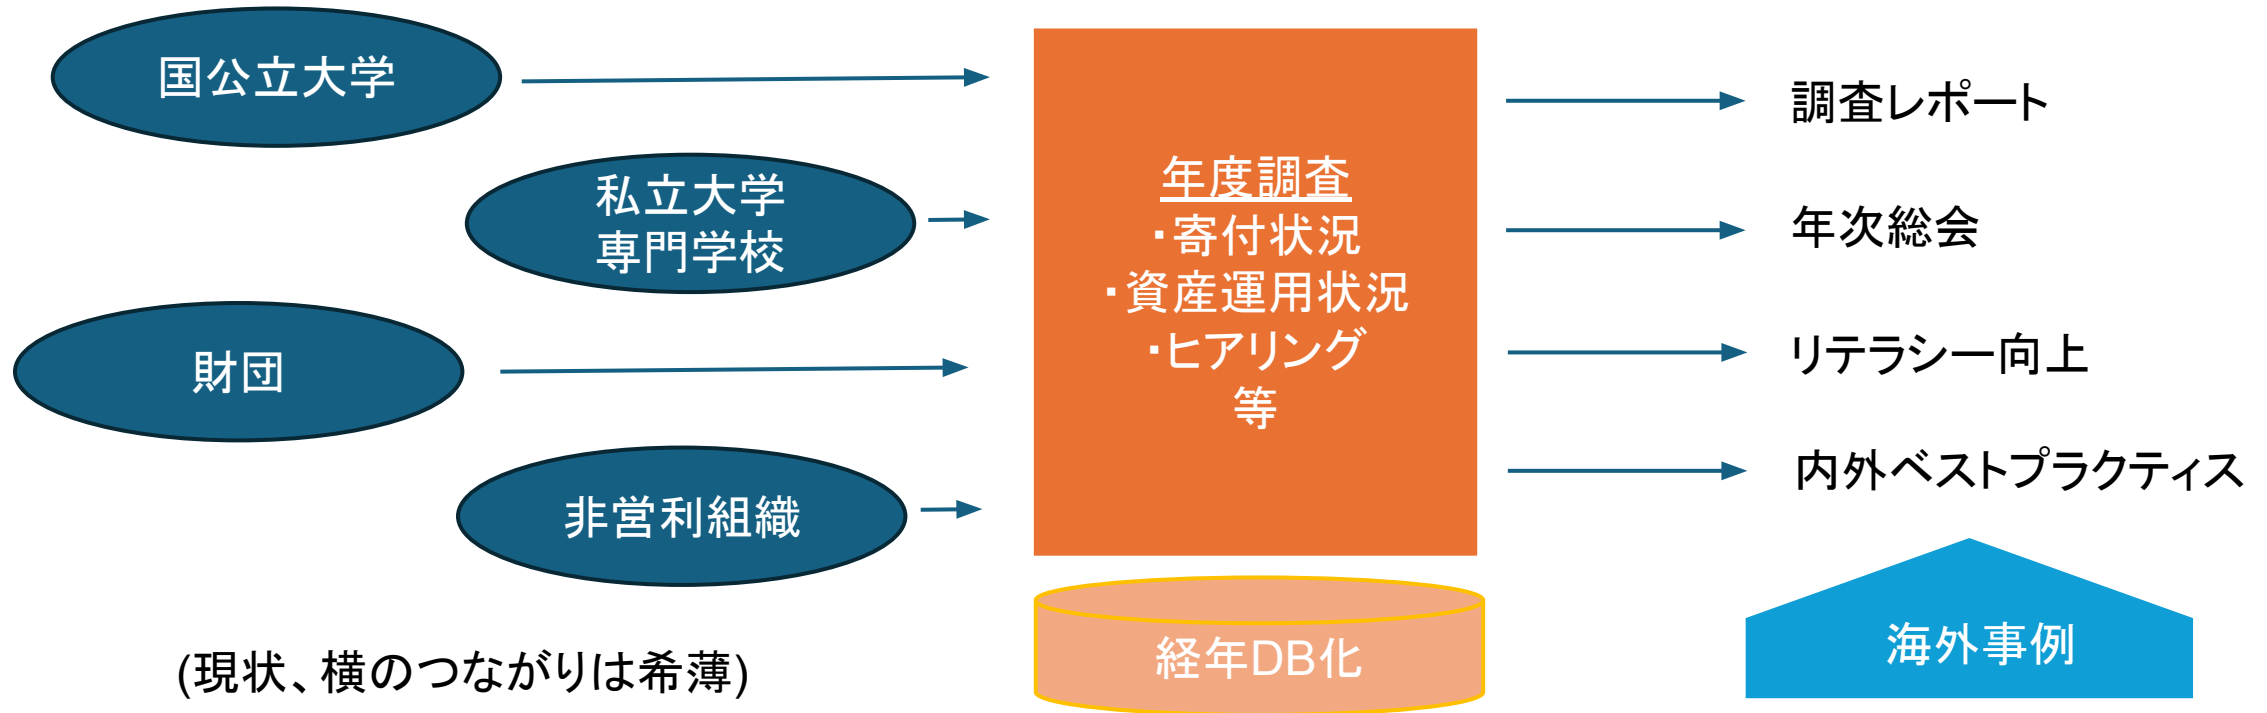 国公立大学
私立大学
専門学校
財団
非営利組織
(現状、横のつながりは希薄)
年度調査
・寄付状況
・資産運用状況
・ヒアリング
等
経年DB化
調査レポート
年次総会
リテラシー向上
内外ベストプラクティス
海外事例